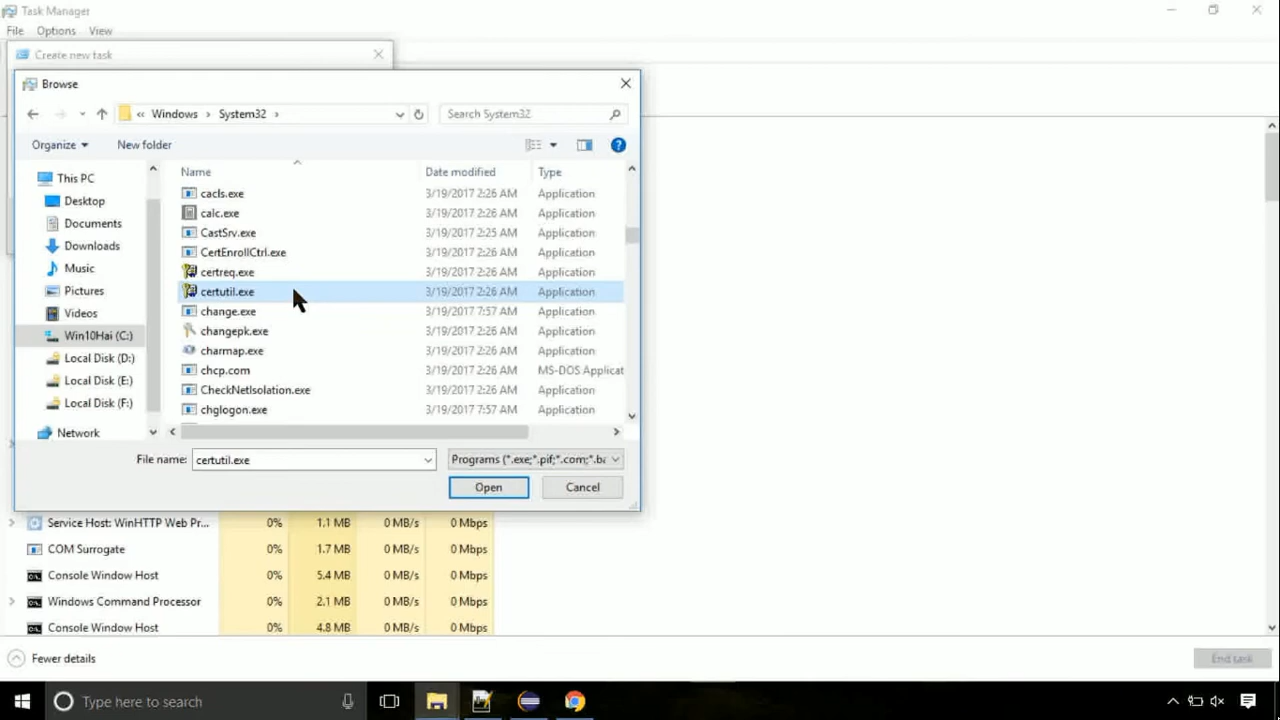 Task Manager
File Options View
Create new task
Browse
« Windows › System32 ›
Search System32
Organize New folder
Name Date modified Type
This PC
Desktop
Documents
Downloads
Music
Pictures
Videos
Win10Hai (C:)
Local Disk (D:)
Local Disk (E:)
Local Disk (F:)
Network
cacls.exe 3/19/2017 2:26 AM Application
calc.exe 3/19/2017 2:26 AM Application
CastSrv.exe 3/19/2017 2:25 AM Application
CertEnrollCtrl.exe 3/19/2017 2:26 AM Application
certreq.exe 3/19/2017 2:26 AM Application
certutil.exe 3/19/2017 2:26 AM Application
change.exe 3/19/2017 7:57 AM Application
changepk.exe 3/19/2017 2:26 AM Application
charmap.exe 3/19/2017 2:26 AM Application
chcp.com 3/19/2017 2:26 AM MS-DOS Applicat
CheckNetIsolation.exe 3/19/2017 2:26 AM Application
chglogon.exe 3/19/2017 7:57 AM Application
File name: certutil.exe Programs (*.exe;*.pif;*.com;*.ba
Open Cancel
Service Host: WinHTTP Web Pr... 0% 1.1 MB 0 MB/s 0 Mbps
COM Surrogate 0% 1.7 MB 0 MB/s 0 Mbps
Console Window Host 0% 5.4 MB 0 MB/s 0 Mbps
Windows Command Processor 0% 2.1 MB 0 MB/s 0 Mbps
Console Window Host 0% 4.8 MB 0 MB/s 0 Mbps
Fewer details
End task
Type here to search